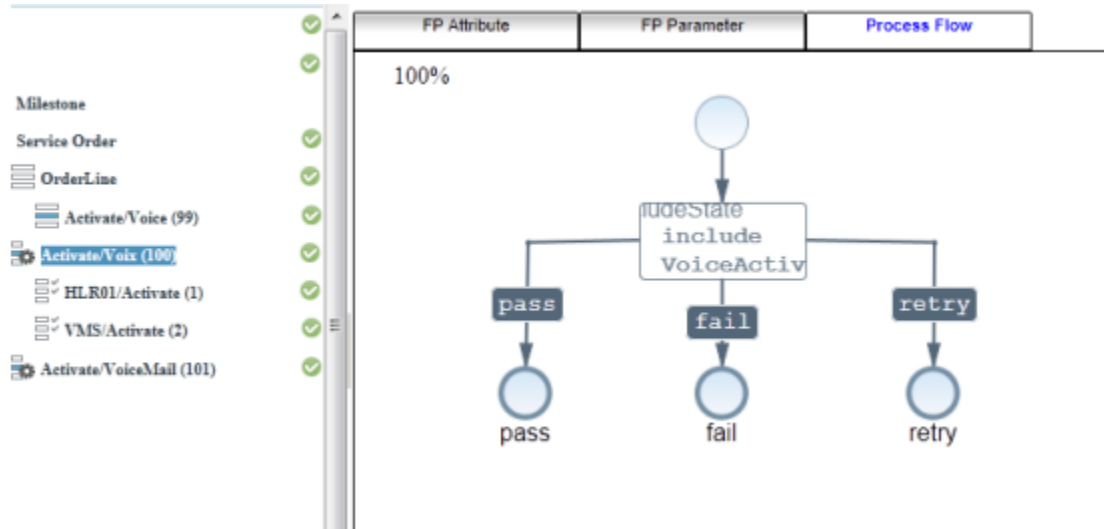 FP Attribute
FP Parameter
Process Flow
100%
Milestone
Service Order
OrderLine
Activate/Voice (99)
Activate/Voix (100)
HLR01/Activate (1)
VMS/Activate (2)
Activate/VoiceMail (101)
ludeState
include
VoiceActiv
pass
fail
retry
pass
fail
retry